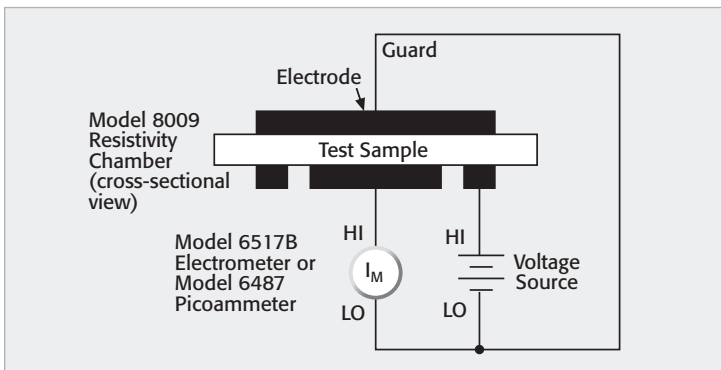 Guard
Electrode
Model 8009
Resistivity
Chamber
(cross-sectional
view)
Test Sample
Model 6517B
Electrometer or
Model 6487
Picoammeter
HI
IM
LO
HI
Voltage
Source
LO